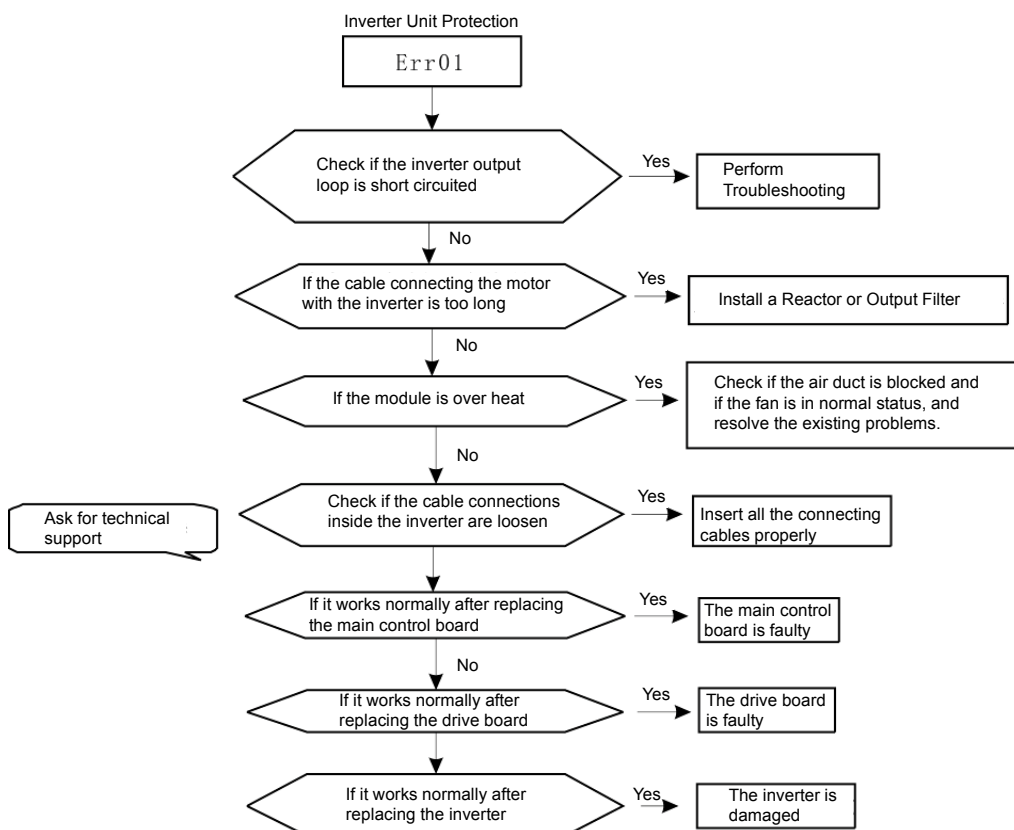 Inverter Unit Protection
Err01
Check if the inverter output
loop is short circuited
Yes
Perform
Troubleshooting
No
If the cable connecting the motor
with the inverter is too long
Yes
Install a Reactor or Output Filter
No
If the module is over heat
Yes
Check if the air duct is blocked and
if the fan is in normal status, and
resolve the existing problems.
No
Ask for technical
support
Check if the cable connections
inside the inverter are loosen
Yes
Insert all the connecting
cables properly
If it works normally after replacing
the main control board
Yes
The main control
board is faulty
No
If it works normally after
replacing the drive board
Yes
The drive board
is faulty
If it works normally after
replacing the inverter
Yes
The inverter is
damaged